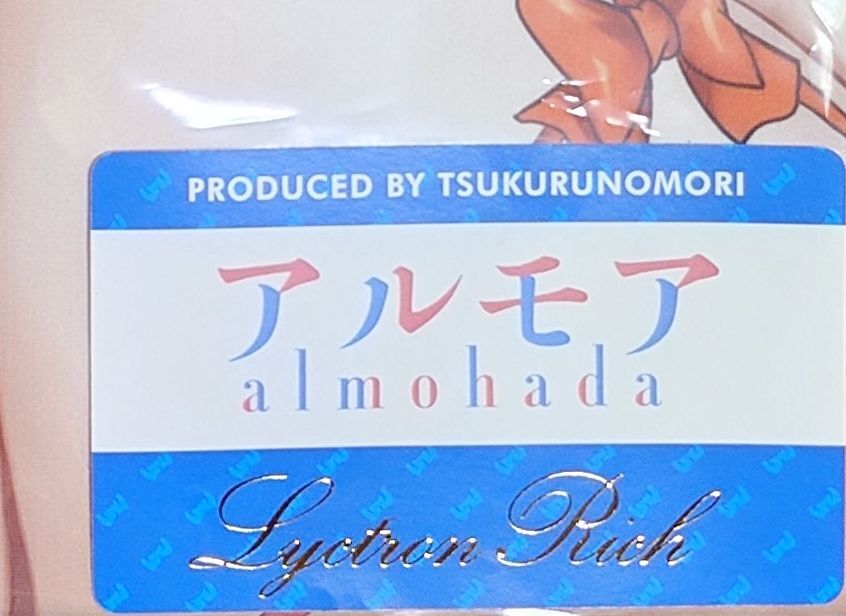 PRODUCED BY TSUKURUNOMORI
アルモア
almohada
Lyctron Rich